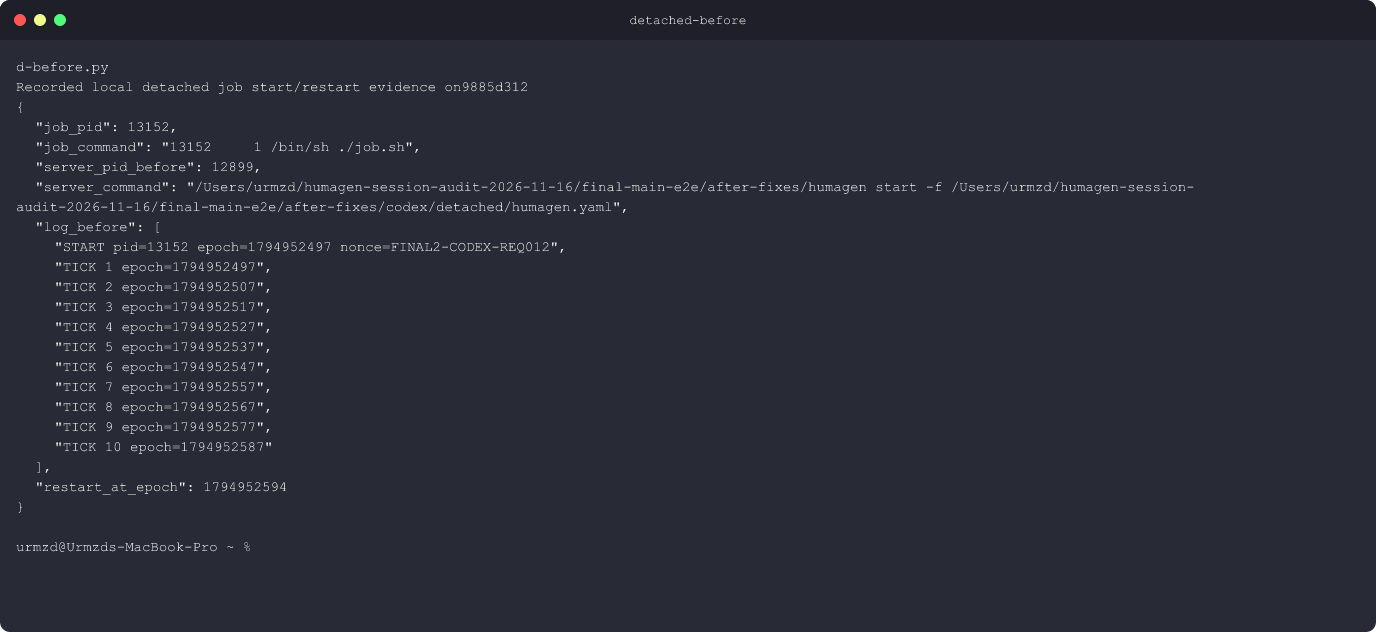 detached-before
d-before.py
Recorded local detached job start/restart evidence on9885d312
{
  "job_pid": 13152,
  "job_command": "13152     1 /bin/sh ./job.sh",
  "server_pid_before": 12899,
  "server_command": "/Users/urmzd/humagen-session-audit-2026-11-16/final-main-e2e/after-fixes/humagen start -f /Users/urmzd/humagen-session-
audit-2026-11-16/final-main-e2e/after-fixes/codex/detached/humagen.yaml",
  "log_before": [
    "START pid=13152 epoch=1794952497 nonce=FINAL2-CODEX-REQ012",
    "TICK 1 epoch=1794952497",
    "TICK 2 epoch=1794952507",
    "TICK 3 epoch=1794952517",
    "TICK 4 epoch=1794952527",
    "TICK 5 epoch=1794952537",
    "TICK 6 epoch=1794952547",
    "TICK 7 epoch=1794952557",
    "TICK 8 epoch=1794952567",
    "TICK 9 epoch=1794952577",
    "TICK 10 epoch=1794952587"
  ],
  "restart_at_epoch": 1794952594
}
urmzd@Urmzds-MacBook-Pro ~ %